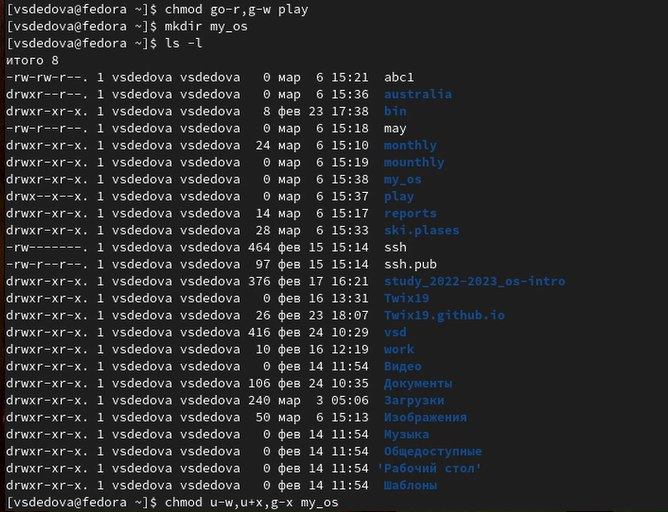 [vsdedova@fedora ~]$ chmod go-r,g-w play
[vsdedova@fedora ~]$ mkdir my_os
[vsdedova@fedora ~]$ ls -l
итого 8
-rw-rw-r--. 1 vsdedova vsdedova   0 мар  6 15:21  abc1
drwxr--r--. 1 vsdedova vsdedova   0 мар  6 15:36  australia
drwxr-xr-x. 1 vsdedova vsdedova   8 фев 23 17:38  bin
-rw-r--r--. 1 vsdedova vsdedova   0 мар  6 15:18  may
drwxr-xr-x. 1 vsdedova vsdedova  24 мар  6 15:10  monthly
drwxr-xr-x. 1 vsdedova vsdedova   0 мар  6 15:19  mounthly
drwxr-xr-x. 1 vsdedova vsdedova   0 мар  6 15:38  my_os
drwx--x--x. 1 vsdedova vsdedova   0 мар  6 15:37  play
drwxr-xr-x. 1 vsdedova vsdedova  14 мар  6 15:17  reports
drwxr-xr-x. 1 vsdedova vsdedova  28 мар  6 15:33  ski.plases
-rw-------. 1 vsdedova vsdedova 464 фев 15 15:14  ssh
-rw-r--r--. 1 vsdedova vsdedova  97 фев 15 15:14  ssh.pub
drwxr-xr-x. 1 vsdedova vsdedova 376 фев 17 16:21  study_2022-2023_os-intro
drwxr-xr-x. 1 vsdedova vsdedova   0 фев 16 13:31  Twix19
drwxr-xr-x. 1 vsdedova vsdedova  26 фев 23 18:07  Twix19.github.io
drwxr-xr-x. 1 vsdedova vsdedova 416 фев 24 10:29  vsd
drwxr-xr-x. 1 vsdedova vsdedova  10 фев 16 12:19  work
drwxr-xr-x. 1 vsdedova vsdedova   0 фев 14 11:54  Видео
drwxr-xr-x. 1 vsdedova vsdedova 106 фев 24 10:35  Документы
drwxr-xr-x. 1 vsdedova vsdedova 240 мар  3 05:06  Загрузки
drwxr-xr-x. 1 vsdedova vsdedova  50 мар  6 15:13  Изображения
drwxr-xr-x. 1 vsdedova vsdedova   0 фев 14 11:54  Музыка
drwxr-xr-x. 1 vsdedova vsdedova   0 фев 14 11:54  Общедоступные
drwxr-xr-x. 1 vsdedova vsdedova   0 фев 14 11:54 'Рабочий стол'
drwxr-xr-x. 1 vsdedova vsdedova   0 фев 14 11:54  Шаблоны
[vsdedova@fedora ~]$ chmod u-w,u+x,g-x my_os